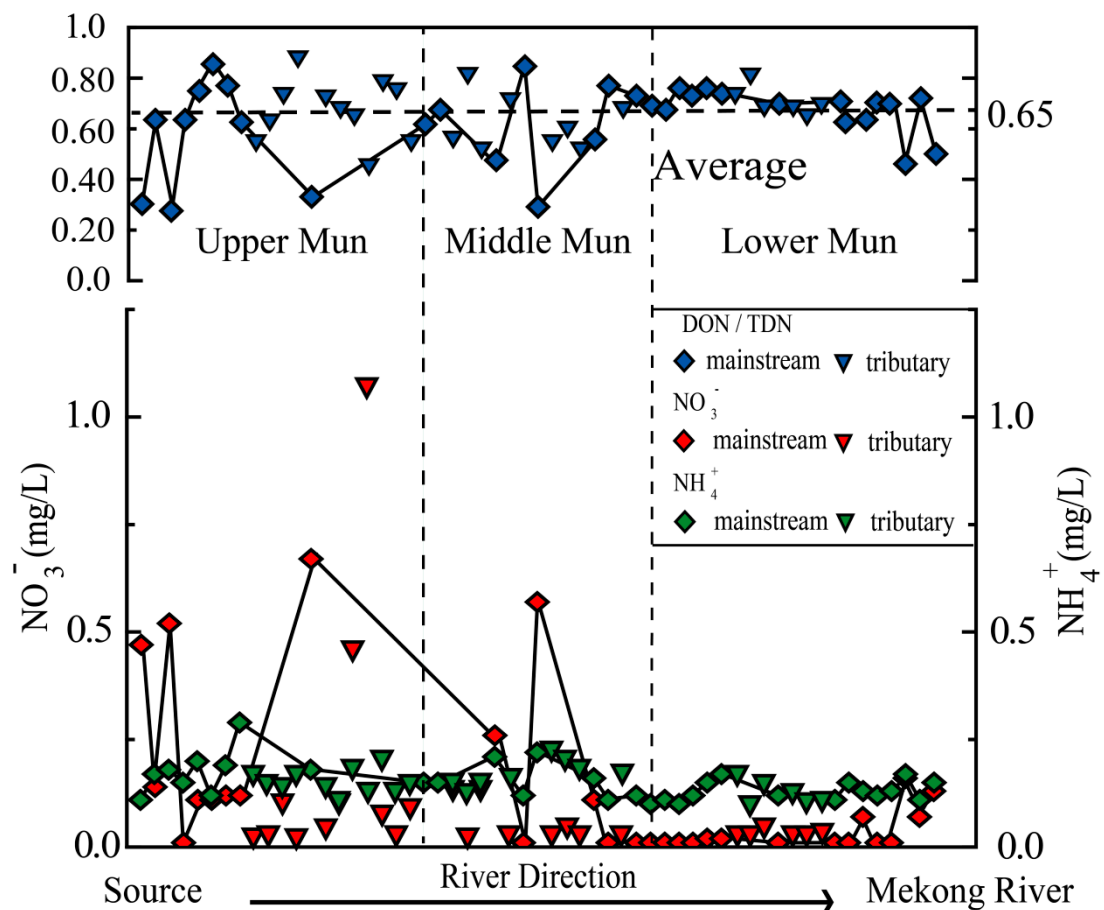 1.0
0.80
0.60
0.40
0.20
0.0
0.65
Average
Upper Mun
Middle Mun
Lower Mun
DON / TDN
mainstream tributary
NO₃⁻
mainstream tributary
NH₄⁺
mainstream tributary
1.0
0.5
0.0
NO₃⁻ (mg/L)
1.0
0.5
0.0
NH₄⁺ (mg/L)
Source
River Direction
Mekong River